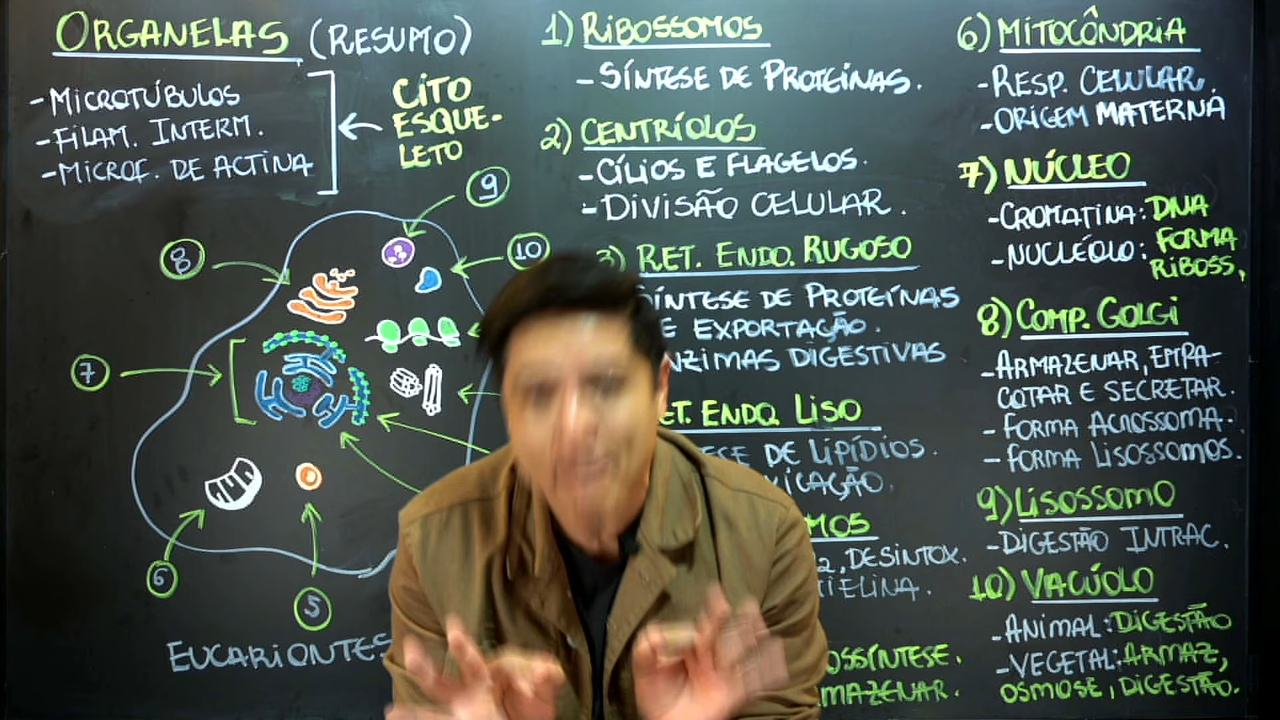 ORGANELAS (RESUMO)
- MICROTÚBULOS
- FILAM. INTERM.
- MICROF. DE ACTINA
CITO
ESQUE-
LETO
9
8
10
7
6
5
EUCARIONTES
1) RIBOSSOMOS
- SÍNTESE DE PROTEÍNAS.
2) CENTRÍOLOS
- CÍLIOS E FLAGELOS.
- DIVISÃO CELULAR.
3) RET. ENDO. RUGOSO
SÍNTESE DE PROTEÍNAS
E EXPORTAÇÃO.
ENZIMAS DIGESTIVAS
RET. ENDO. LISO
DE LIPÍDIOS.
, DESINTOX.
6) MITOCÔNDRIA
- RESP. CELULAR.
- ORIGEM MATERNA
7) NÚCLEO
- CROMATINA: DNA
- NUCLÉOLO: FORMA
RIBOSS,
8) COMP. GOLGI
- ARMAZENAR, EMPA-
COTAR E SECRETAR.
- FORMA ACROSSOMA.
- FORMA LISOSSOMOS.
9) LISOSSOMO
- DIGESTÃO INTRAC.
10) VACÚOLO
- ANIMAL: DIGESTÃO
- VEGETAL: ARMAZ,
OSMOSE, DIGESTÃO.